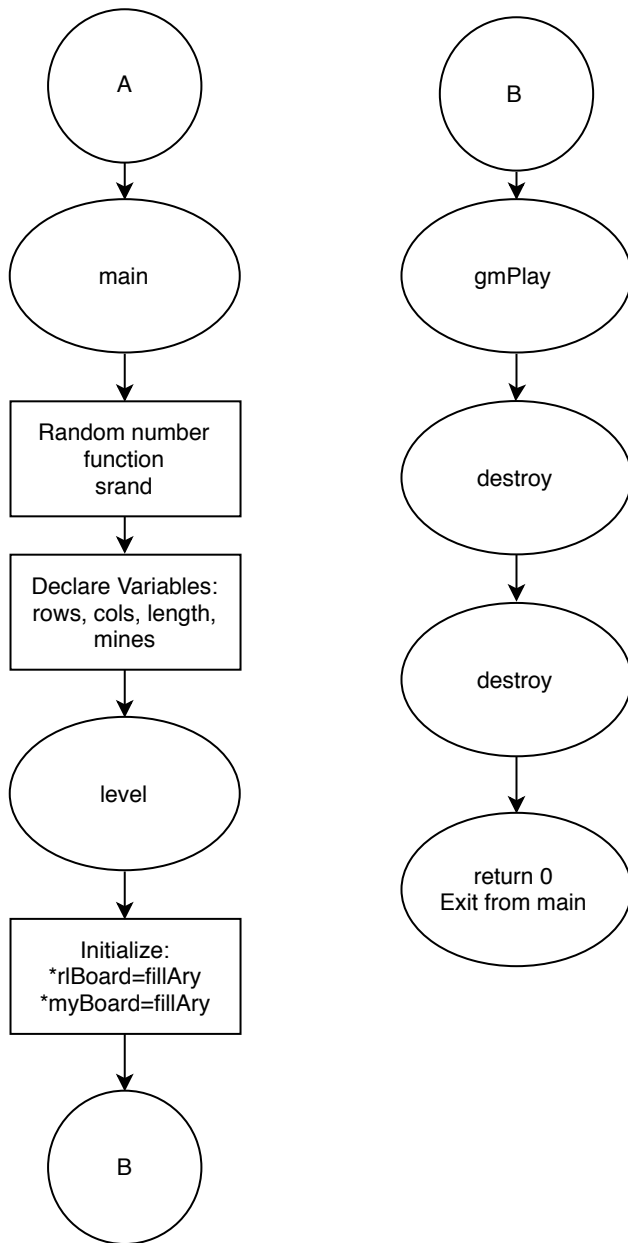 A
main
Random number
function
srand
Declare Variables:
rows, cols, length,
mines
level
Initialize:
*rlBoard=fillAry
*myBoard=fillAry
B
B
gmPlay
destroy
destroy
return 0
Exit from main